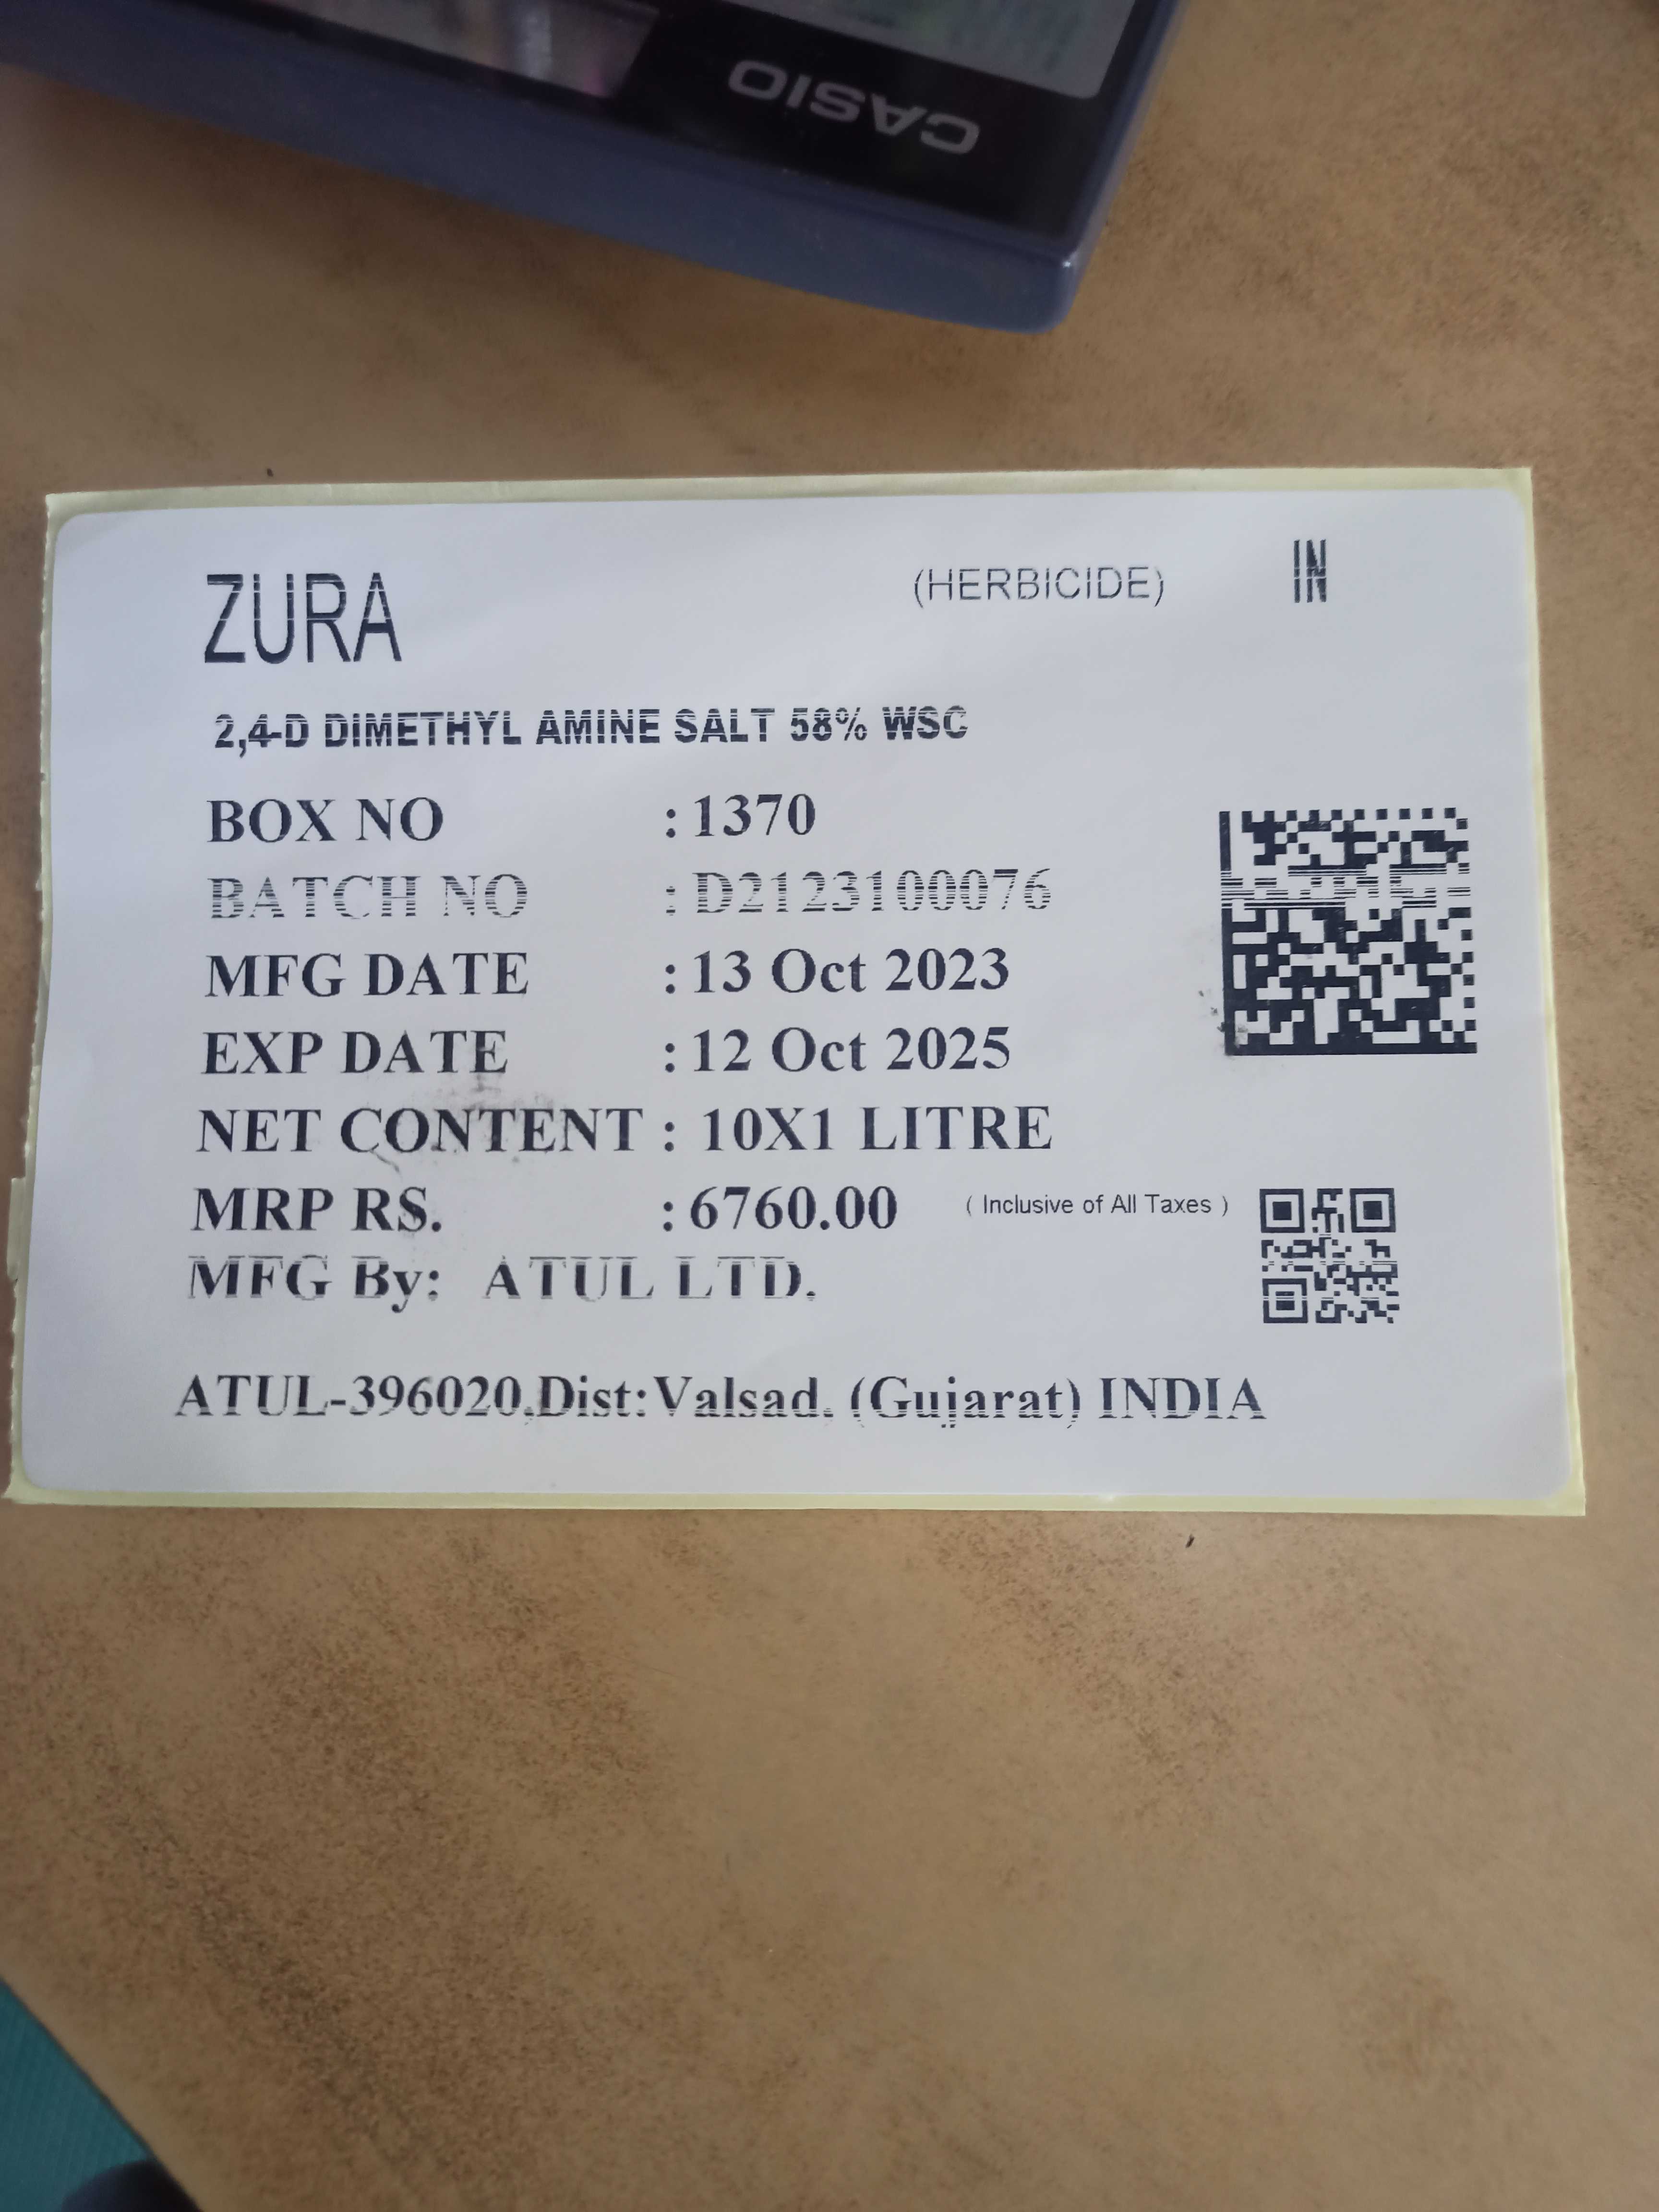 CASIO
ZURA (HERBICIDE) IN
2,4-D DIMETHYL AMINE SALT 58% WSC
BOX NO : 1370
BATCH NO : D2123100076
MFG DATE : 13 Oct 2023
EXP DATE : 12 Oct 2025
NET CONTENT : 10X1 LITRE
MRP RS. : 6760.00 ( Inclusive of All Taxes )
MFG By: ATUL LTD.
ATUL-396020,Dist:Valsad. (Gujarat) INDIA